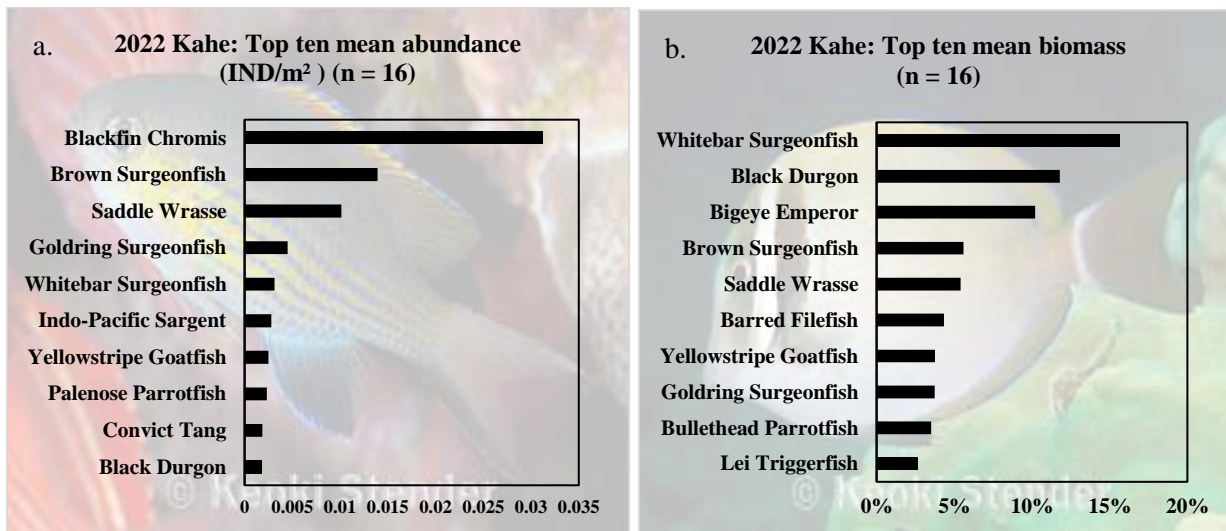 a.
2022 Kahe: Top ten mean abundance
(IND/m² ) (n = 16)
Blackfin Chromis
Brown Surgeonfish
Saddle Wrasse
Goldring Surgeonfish
Whitebar Surgeonfish
Indo-Pacific Sargent
Yellowstripe Goatfish
Palenose Parrotfish
Convict Tang
Black Durgon
0 0.005 0.01 0.015 0.02 0.025 0.03 0.035
© Keoki Stender
b.
2022 Kahe: Top ten mean biomass
(n = 16)
Whitebar Surgeonfish
Black Durgon
Bigeye Emperor
Brown Surgeonfish
Saddle Wrasse
Barred Filefish
Yellowstripe Goatfish
Goldring Surgeonfish
Bullethead Parrotfish
Lei Triggerfish
0% 5% 10% 15% 20%
© Keoki Stender